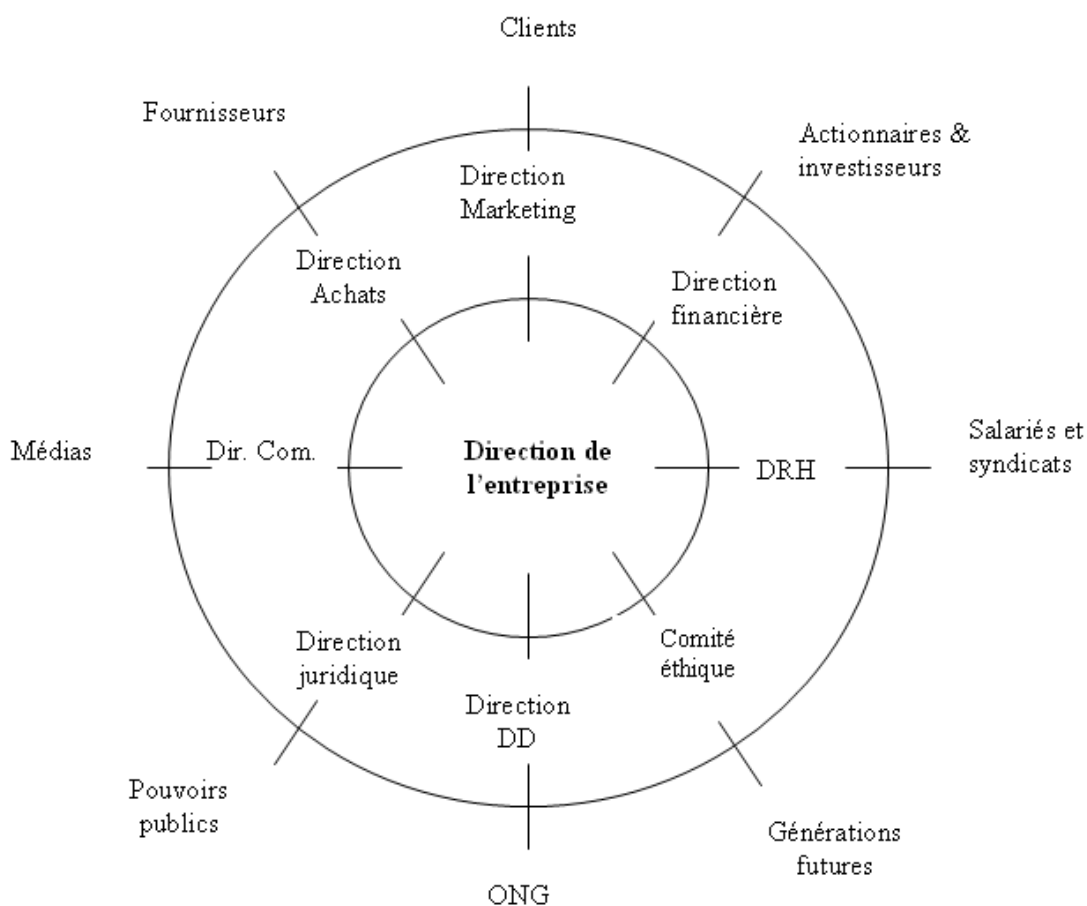 Clients
Fournisseurs
Actionnaires &
investisseurs
Direction
Marketing
Direction
Achats
Direction
financière
Médias
Dir. Com.
Direction de
l'entreprise
DRH
Salariés et
syndicats
Direction
juridique
Comité
éthique
Direction
DD
Pouvoirs
publics
Générations
futures
ONG